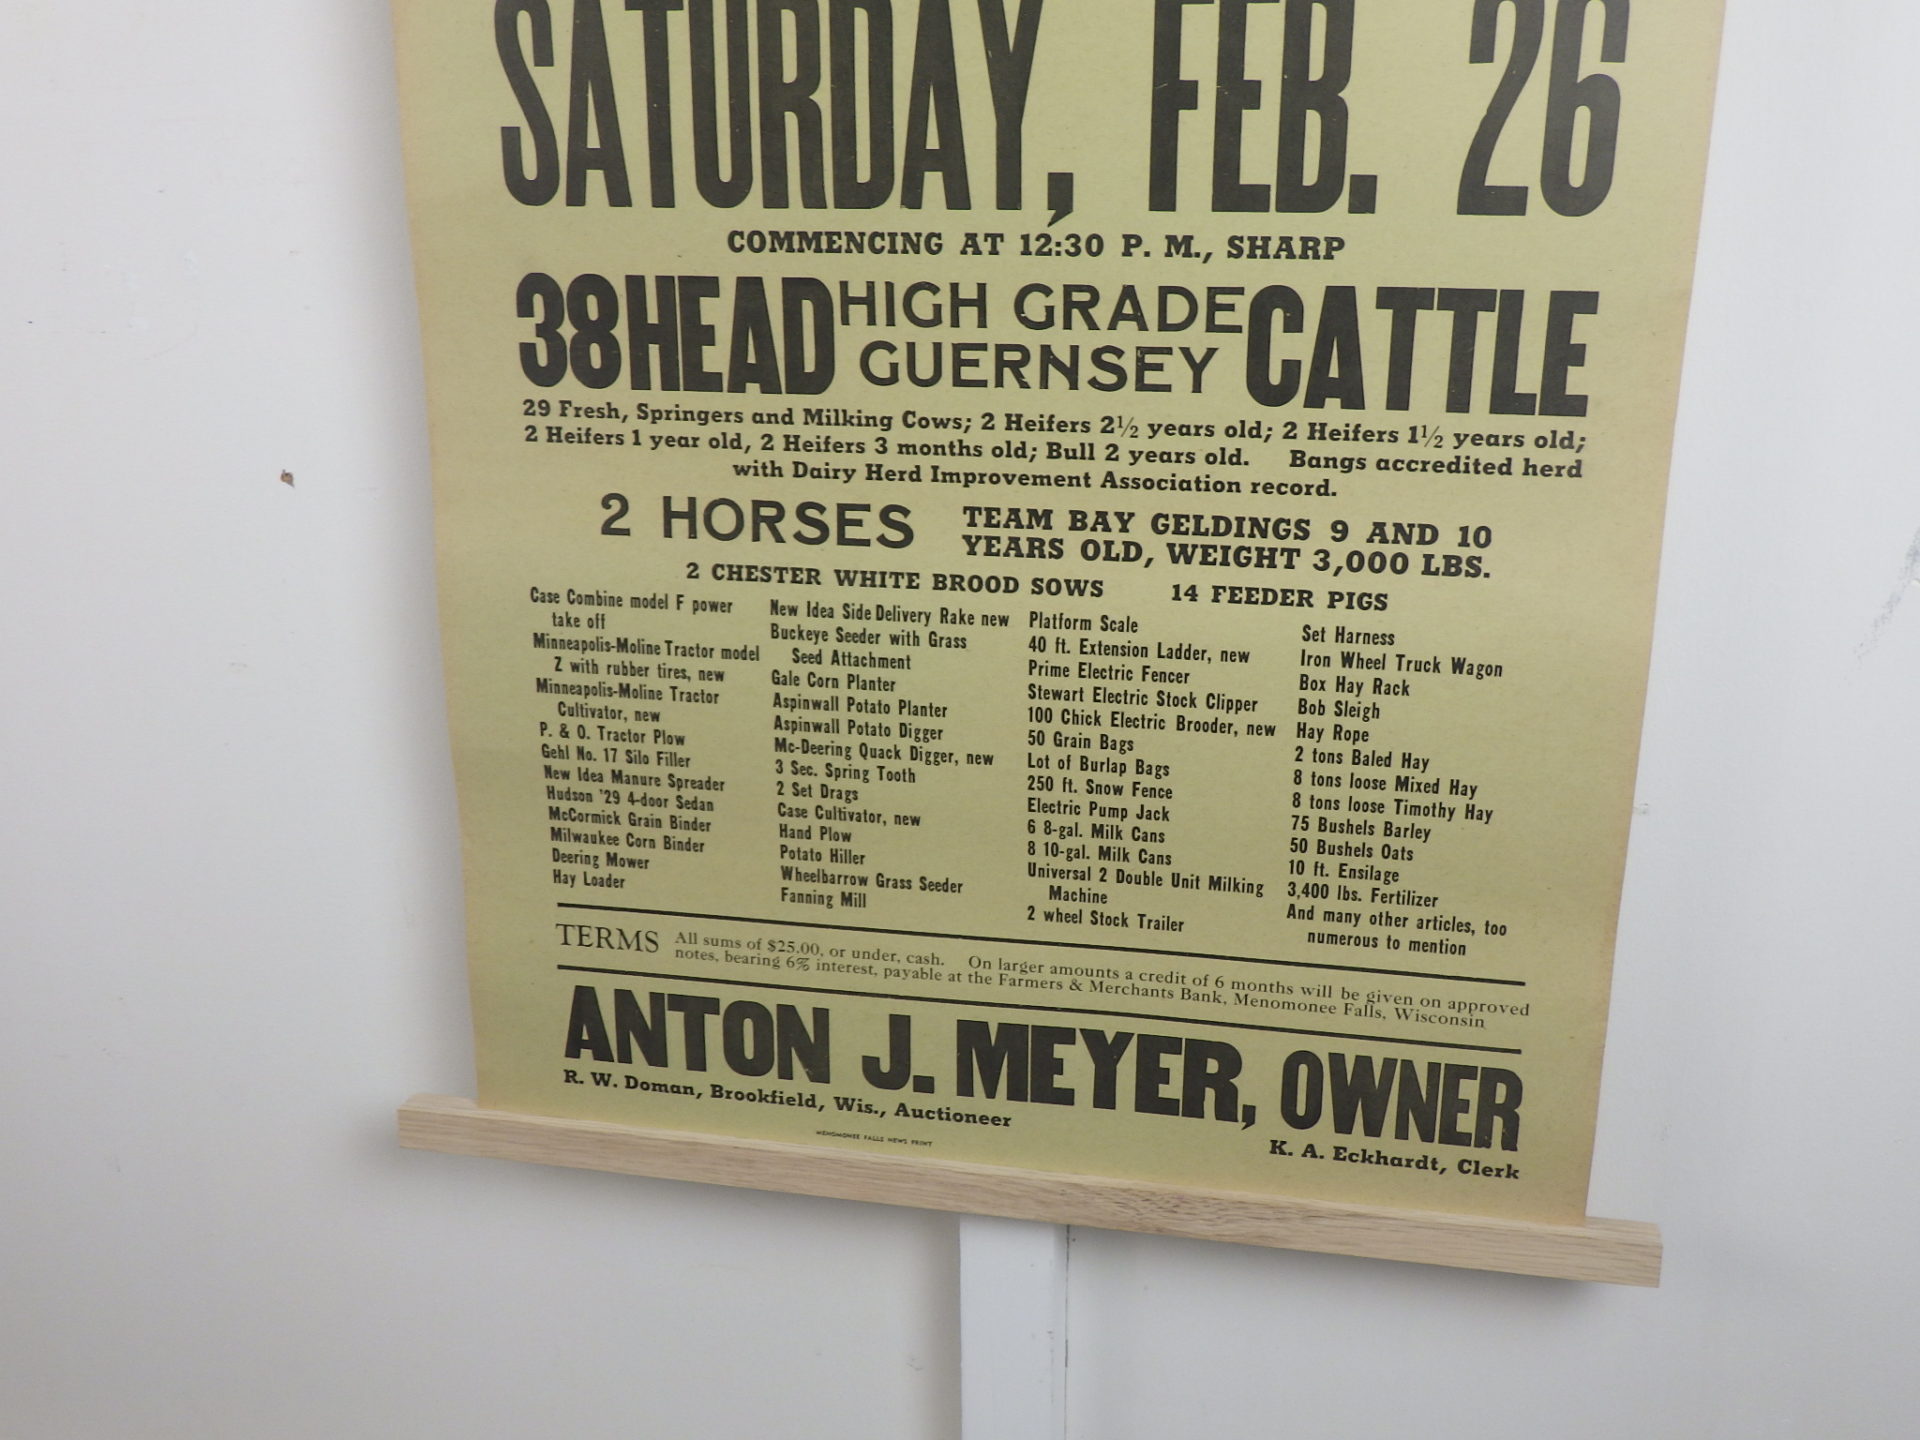 SATURDAY, FEB. 26
COMMENCING AT 12:30 P. M., SHARP
38 HEAD HIGH GRADE GUERNSEY CATTLE
29 Fresh, Springers and Milking Cows; 2 Heifers 2½ years old; 2 Heifers 1½ years old;
2 Heifers 1 year old, 2 Heifers 3 months old; Bull 2 years old. Bangs accredited herd
with Dairy Herd Improvement Association record.
2 HORSES
TEAM BAY GELDINGS 9 AND 10
YEARS OLD, WEIGHT 3,000 LBS.
2 CHESTER WHITE BROOD SOWS 14 FEEDER PIGS
Case Combine model F power
take off
Minneapolis-Moline Tractor model
Z with rubber tires, new
Minneapolis-Moline Tractor
Cultivator, new
P. & O. Tractor Plow
Gehl No. 17 Silo Filler
New Idea Manure Spreader
Hudson '29 4-door Sedan
McCormick Grain Binder
Milwaukee Corn Binder
Deering Mower
Hay Loader
New Idea Side Delivery Rake new
Buckeye Seeder with Grass
Seed Attachment
Gale Corn Planter
Aspinwall Potato Planter
Aspinwall Potato Digger
Mc-Deering Quack Digger, new
3 Sec. Spring Tooth
2 Set Drags
Case Cultivator, new
Hand Plow
Potato Hiller
Wheelbarrow Grass Seeder
Fanning Mill
Platform Scale
40 ft. Extension Ladder, new
Prime Electric Fencer
Stewart Electric Stock Clipper
100 Chick Electric Brooder, new
50 Grain Bags
Lot of Burlap Bags
250 ft. Snow Fence
Electric Pump Jack
6 8-gal. Milk Cans
8 10-gal. Milk Cans
Universal 2 Double Unit Milking
Machine
2 wheel Stock Trailer
Set Harness
Iron Wheel Truck Wagon
Box Hay Rack
Bob Sleigh
Hay Rope
2 tons Baled Hay
8 tons loose Mixed Hay
8 tons loose Timothy Hay
75 Bushels Barley
50 Bushels Oats
10 ft. Ensilage
3,400 lbs. Fertilizer
And many other articles, too
numerous to mention
TERMS
All sums of $25.00, or under, cash. On larger amounts a credit of 6 months will be given on approved
notes, bearing 6% interest, payable at the Farmers & Merchants Bank, Menomonee Falls, Wisconsin
ANTON J. MEYER, OWNER
R. W. Doman, Brookfield, Wis., Auctioneer
K. A. Eckhardt, Clerk
MENOMONEE FALLS NEWS PRINT